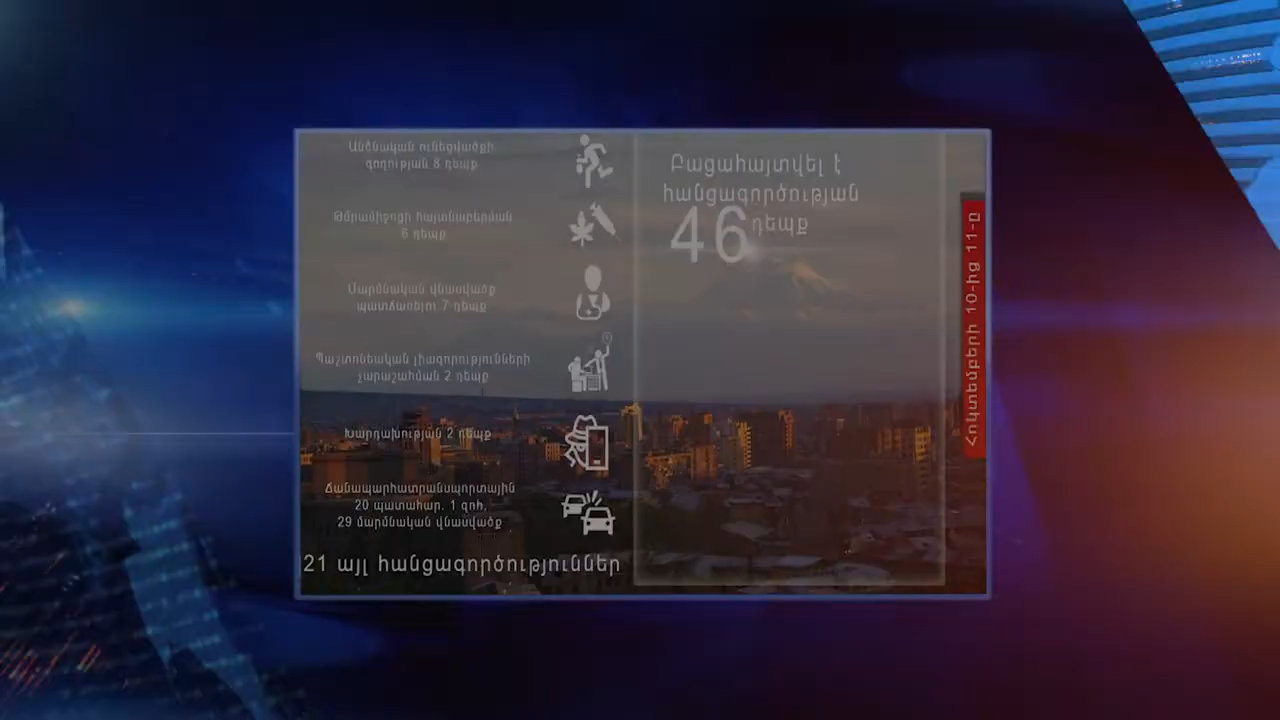 Անձնական ունեցվածքի
գողության 8 դեպք
Թմրամիջոցի հայտնաբերման
6 դեպք
Մարմնական վնասվածք
պատճառելու 7 դեպք
Պաշտոնեական լիազորությունների
չարաշահման 2 դեպք
Խարդախության 2 դեպք
Ճանապարհատրանսպորտային
20 պատահար. 1 զոհ,
29 մարմնական վնասվածք
21 այլ հանցագործություններ
Բացահայտվել է
հանցագործության
46 դեպք
Հոկտեմբերի 10-ից 11-ը